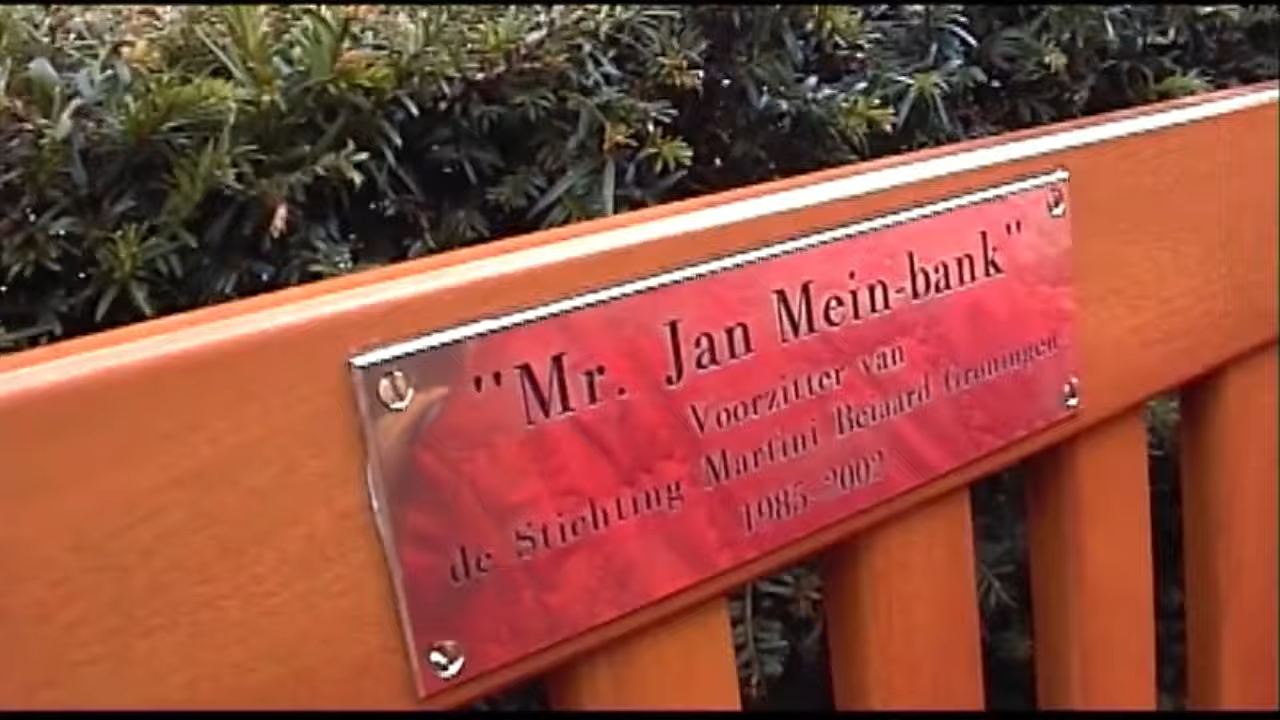 "Mr. Jan Mein-bank"
Voorzitter van
de Stichting Martini Beiaard Groningen
1985-2002